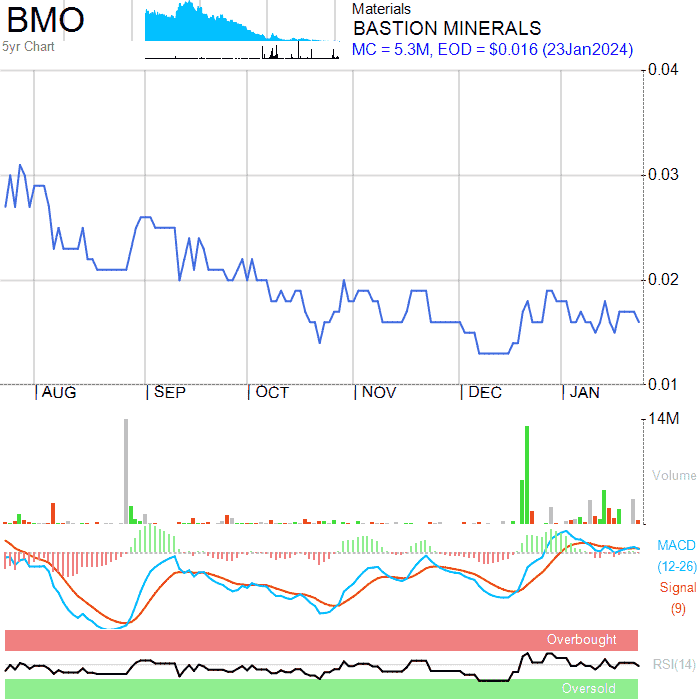 BMO
5yr Chart
Materials
BASTION MINERALS
MC = 5.3M, EOD = $0.016 (23Jan2024)
0.04
0.03
0.02
0.01
AUG SEP OCT NOV DEC JAN
14M
Volume
MACD
(12-26)
Signal
(9)
Overbought
RSI(14)
Oversold